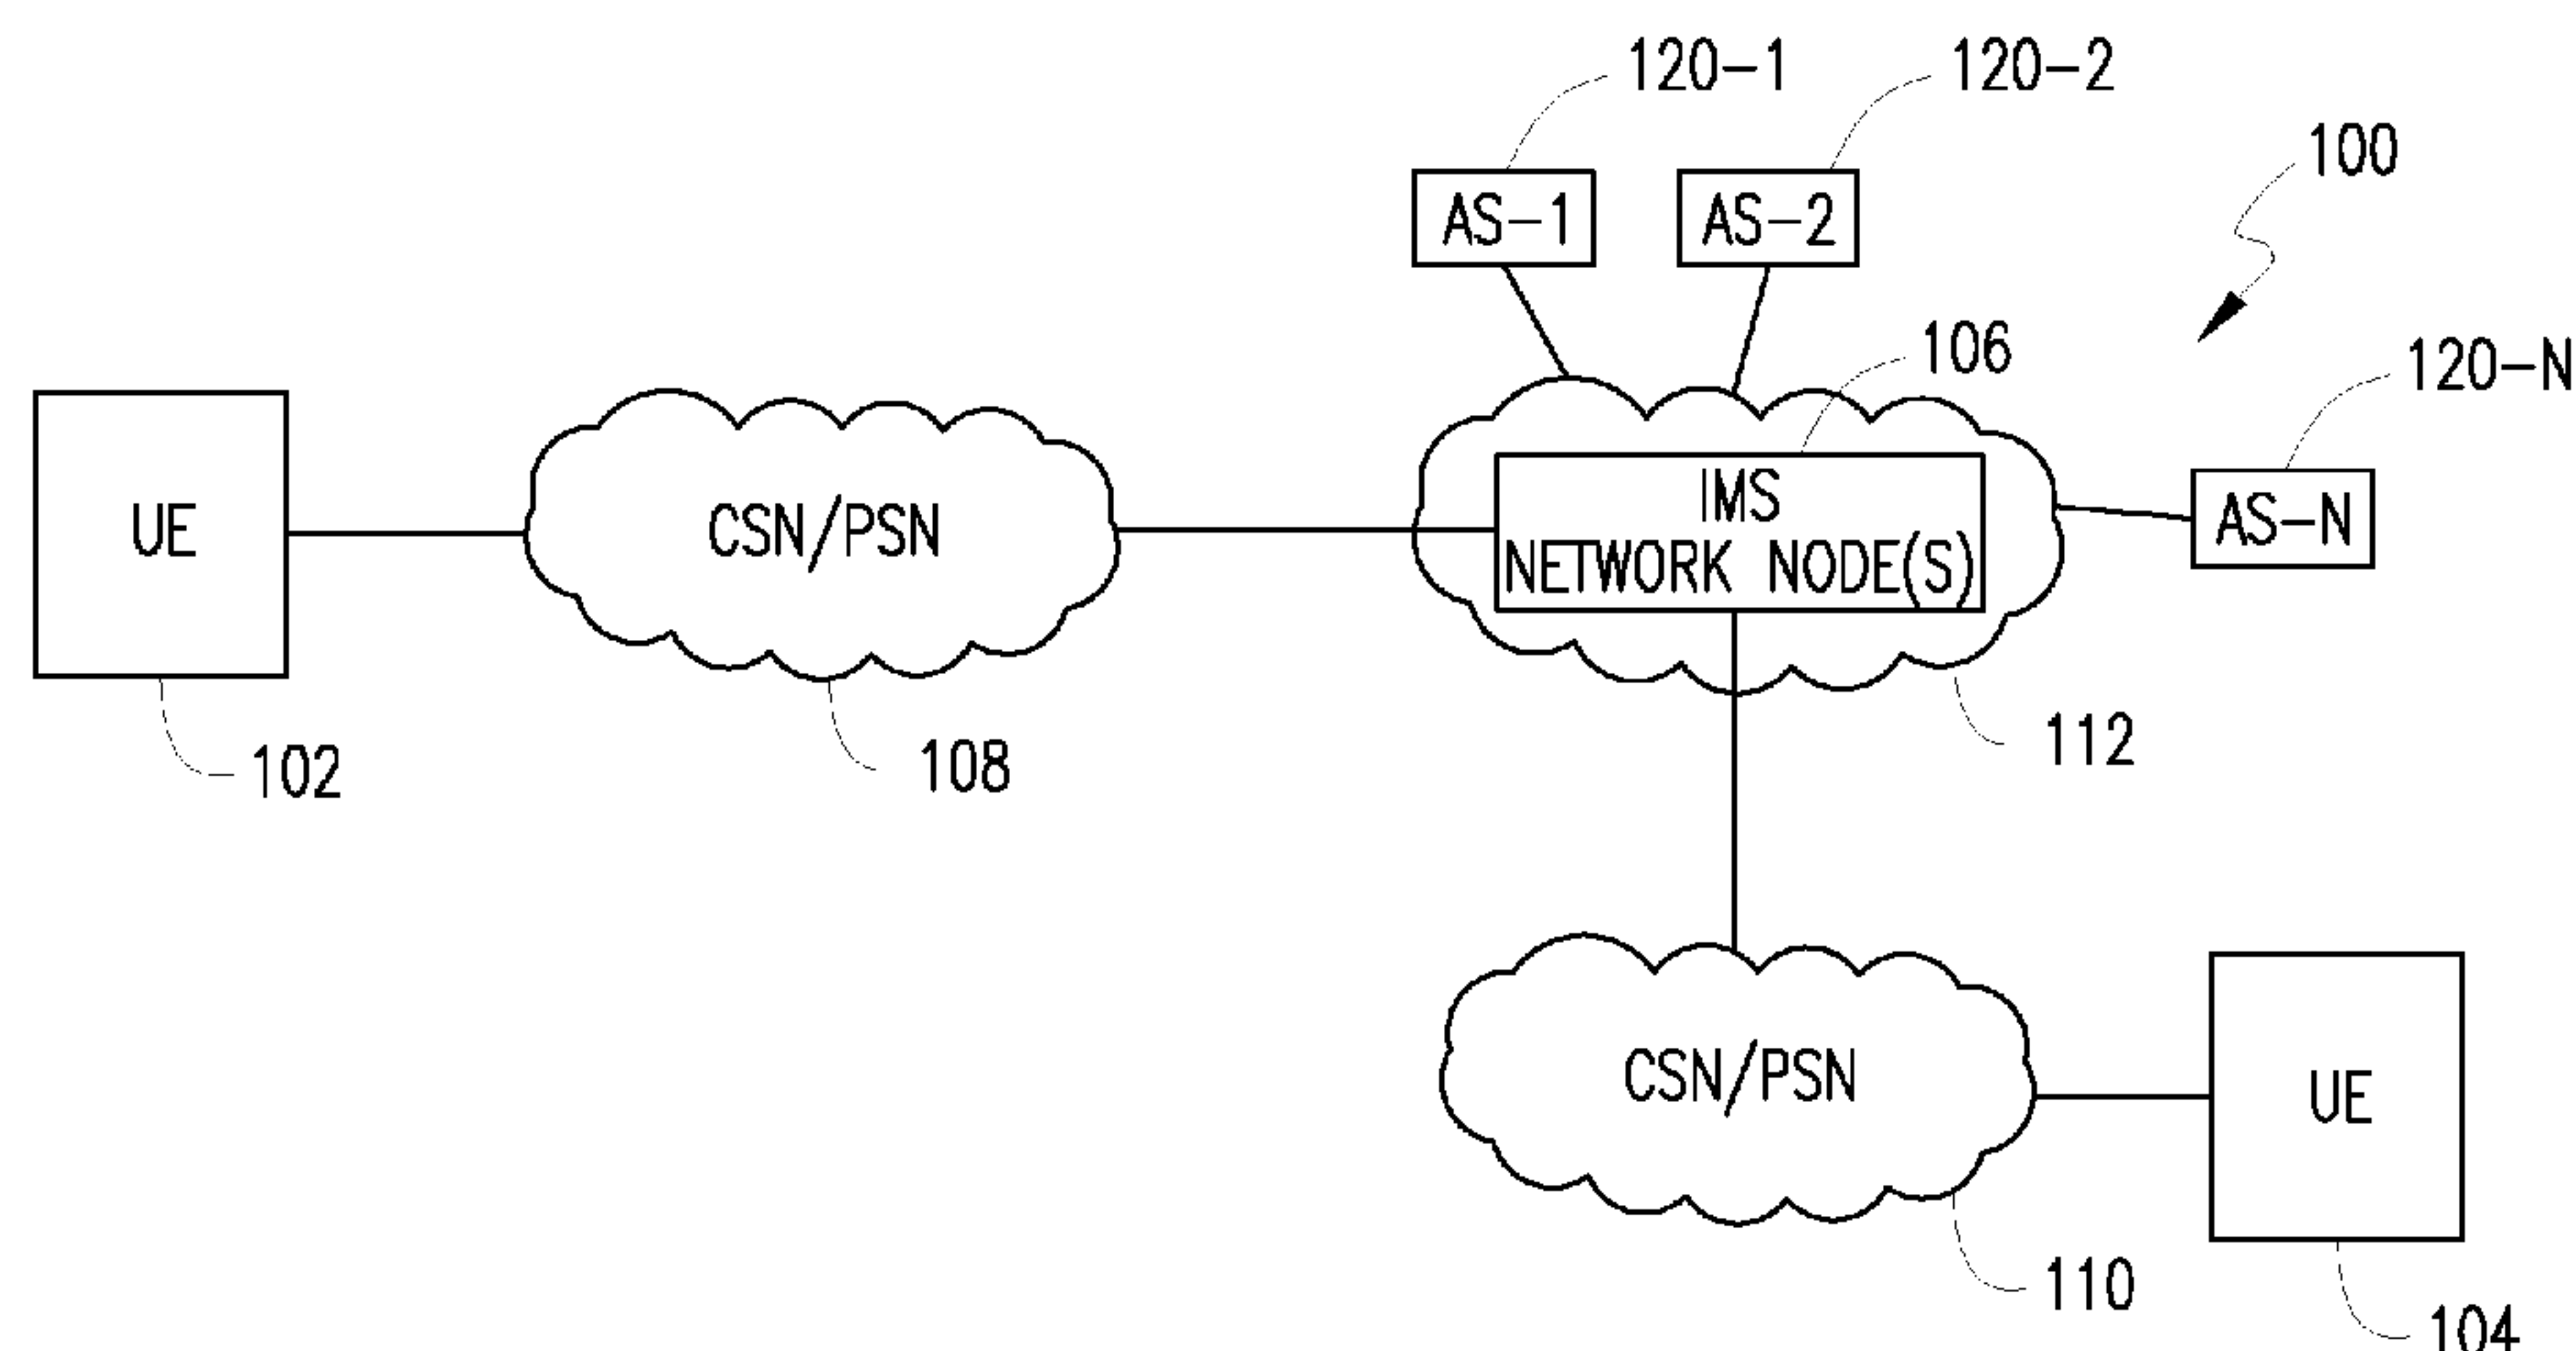 120-1
120-2
100
AS-1
AS-2
106
120-N
UE
CSN/PSN
IMS
NETWORK NODE(S)
AS-N
102
108
112
CSN/PSN
UE
110
104